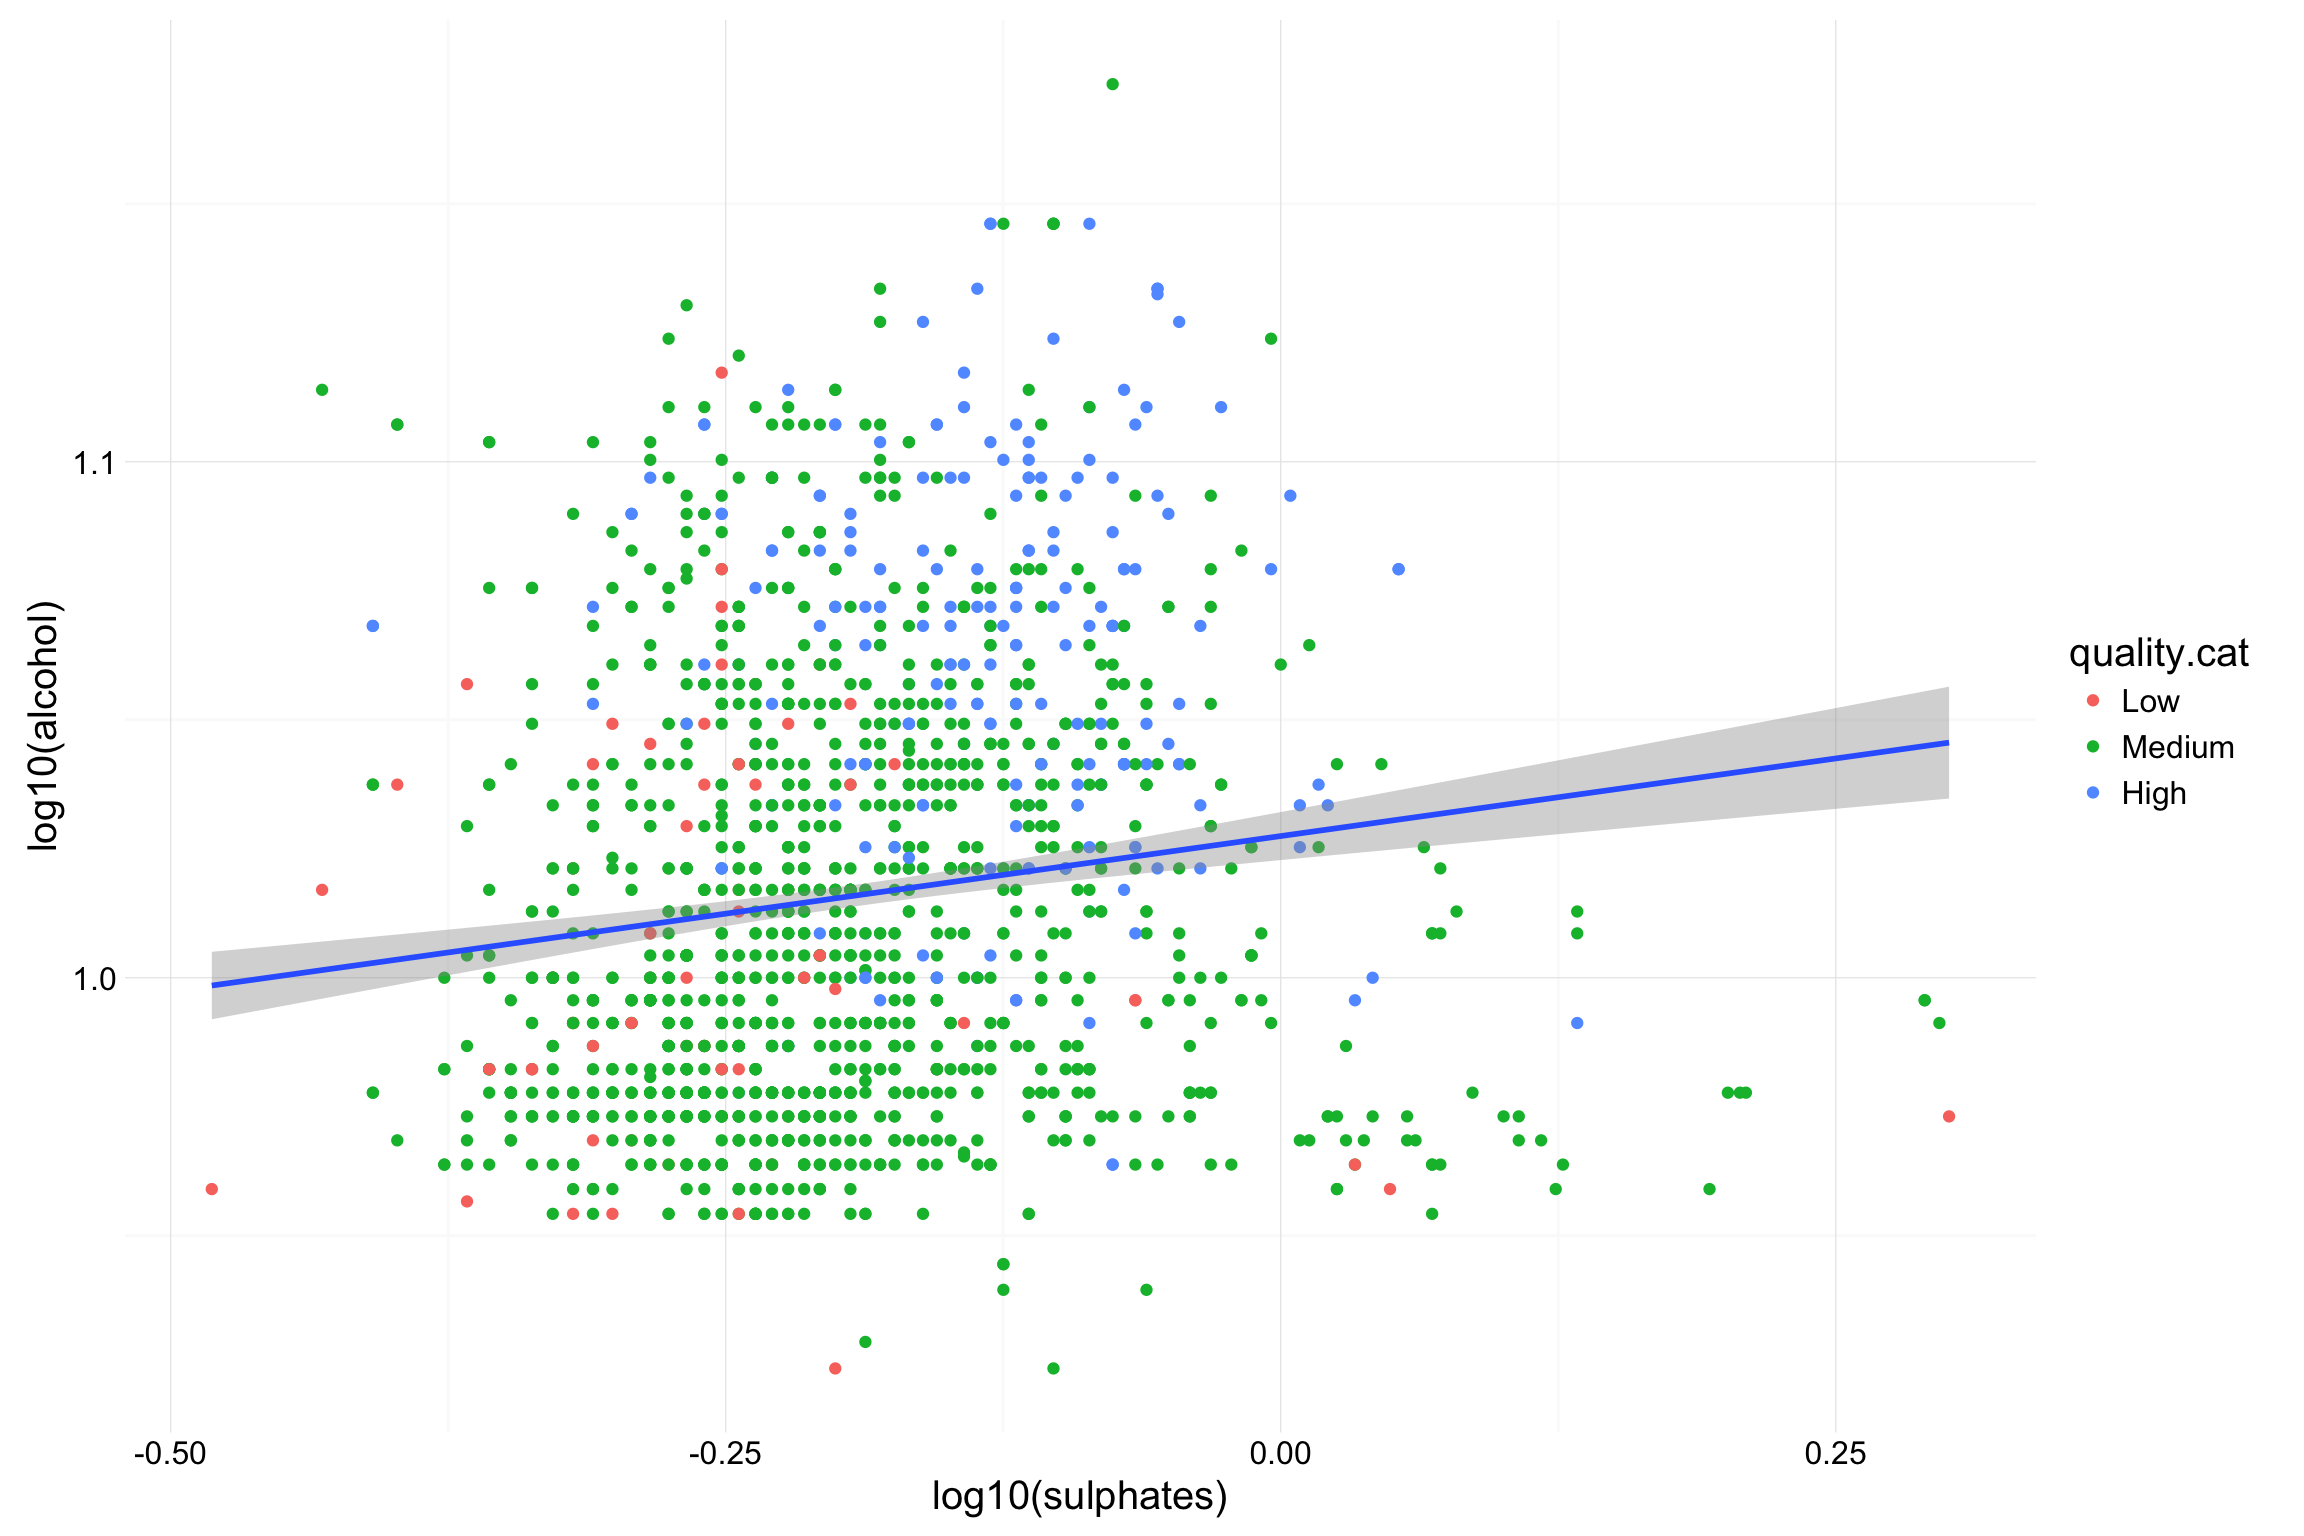 log10(alcohol)
1.1
1.0
-0.50
-0.25
0.00
0.25
log10(sulphates)
quality.cat
Low
Medium
High